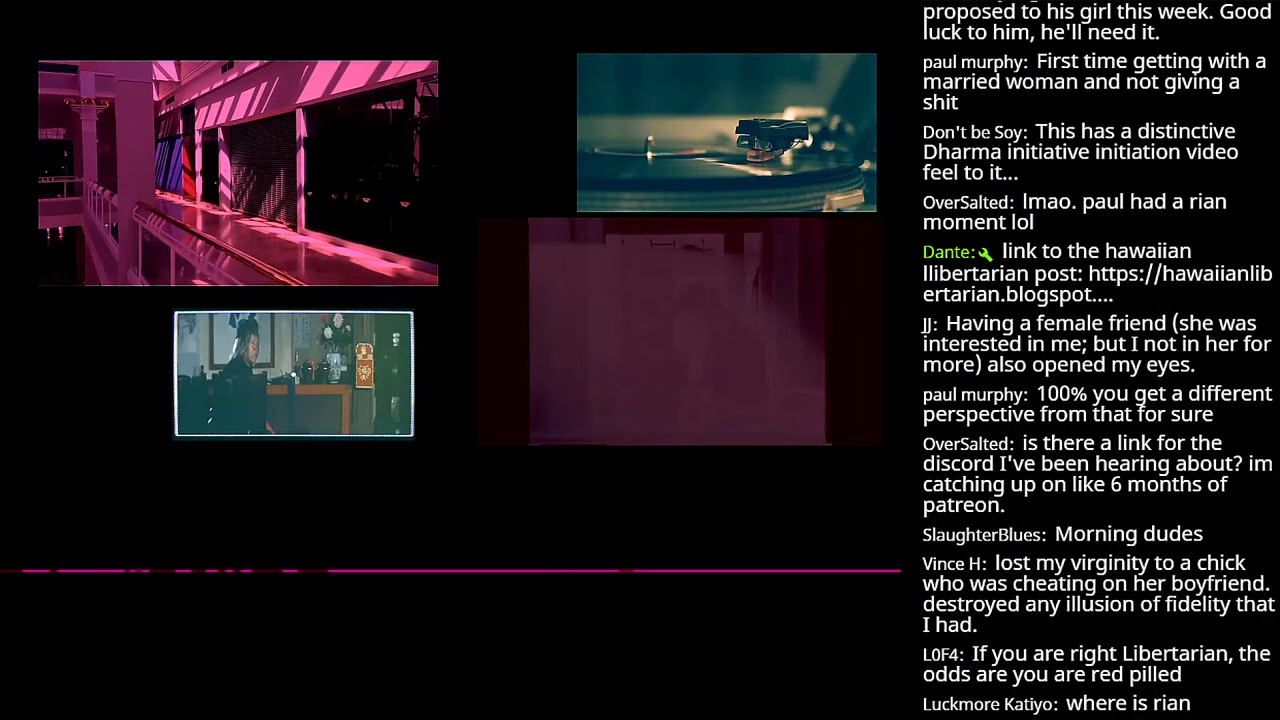 proposed to his girl this week. Good
luck to him, he'll need it.
paul murphy: First time getting with a
married woman and not giving a
shit
Don't be Soy: This has a distinctive
Dharma initiative initiation video
feel to it...
OverSalted: lmao. paul had a rian
moment lol
Dante: link to the hawaiian
llibertarian post: https://hawaiianlib
ertarian.blogspot....
JJ: Having a female friend (she was
interested in me; but I not in her for
more) also opened my eyes.
paul murphy: 100% you get a different
perspective from that for sure
OverSalted: is there a link for the
discord I've been hearing about? im
catching up on like 6 months of
patreon.
SlaughterBlues: Morning dudes
Vince H: lost my virginity to a chick
who was cheating on her boyfriend.
destroyed any illusion of fidelity that
I had.
L0F4: If you are right Libertarian, the
odds are you are red pilled
Luckmore Katiyo: where is rian